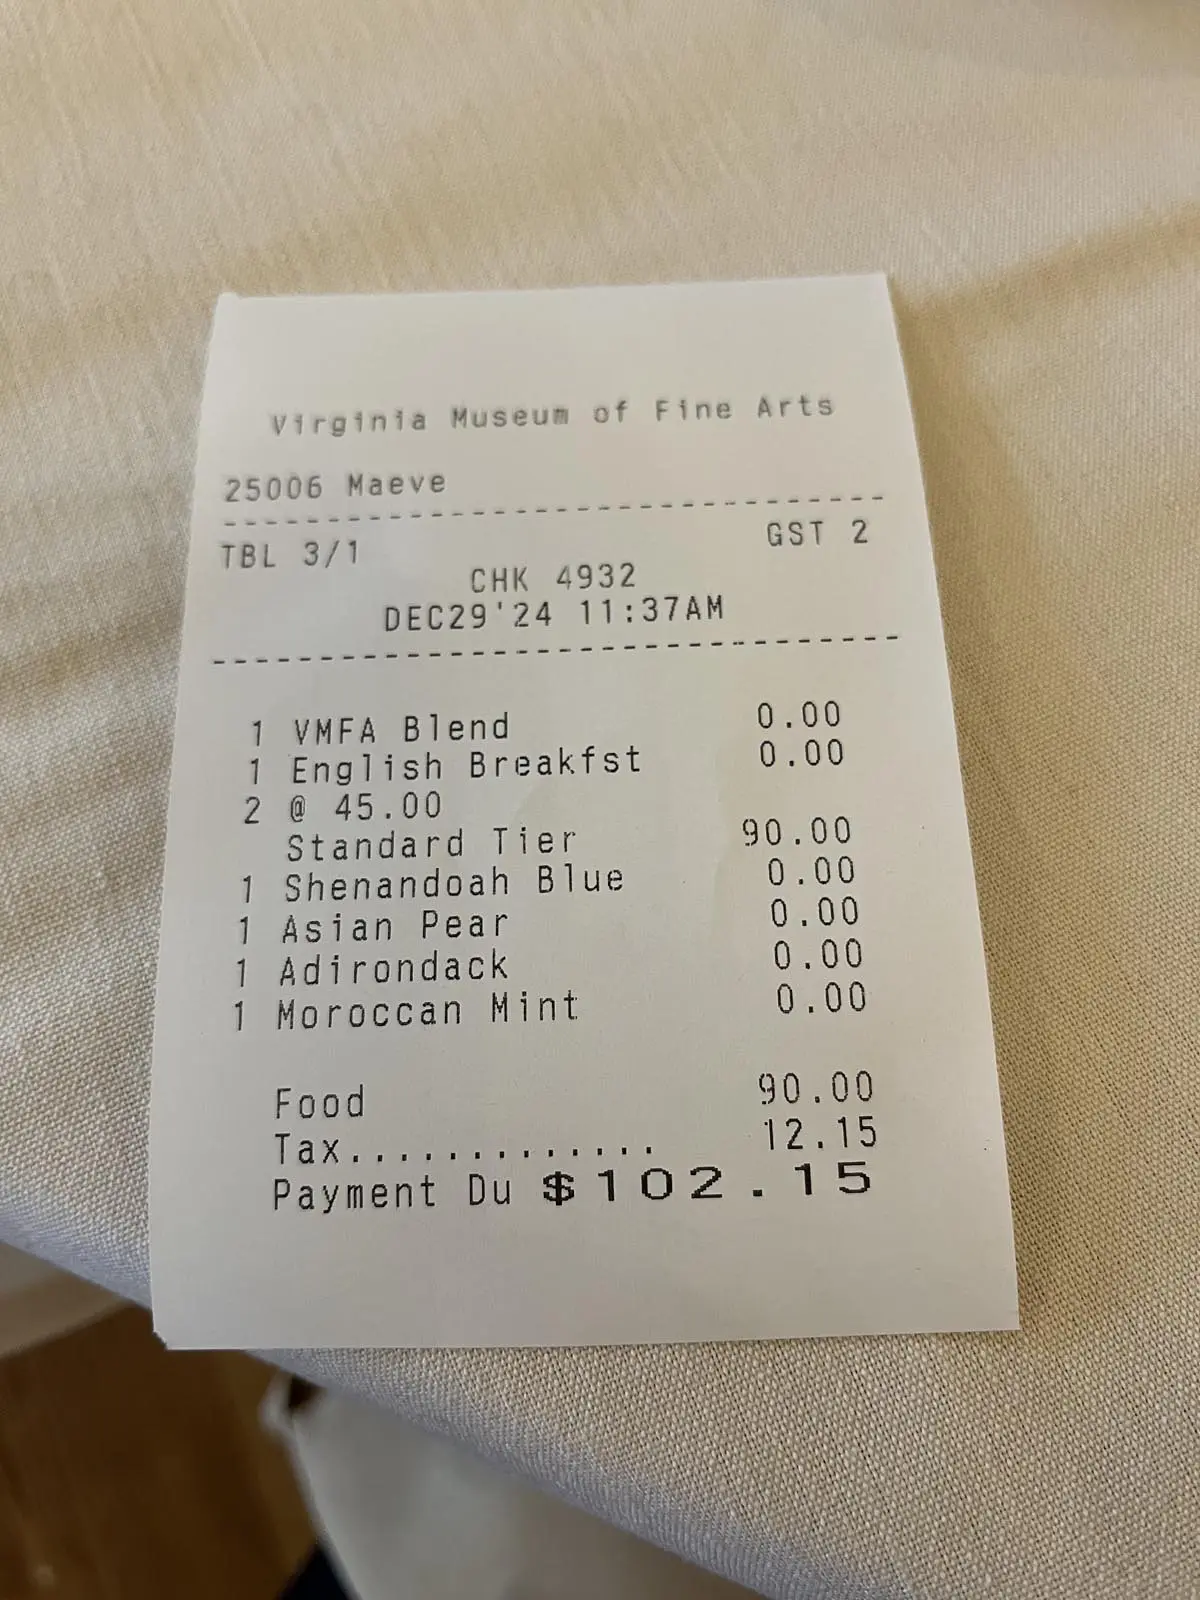 Virginia Museum of Fine Arts
25006 Maeve
--------------------------------
TBL 3/1 GST 2
CHK 4932
DEC29'24 11:37AM
--------------------------------
1 VMFA Blend 0.00
1 English Breakfst 0.00
2 @ 45.00
Standard Tier 90.00
1 Shenandoah Blue 0.00
1 Asian Pear 0.00
1 Adirondack 0.00
1 Moroccan Mint 0.00
Food 90.00
Tax............. 12.15
Payment Du $102.15